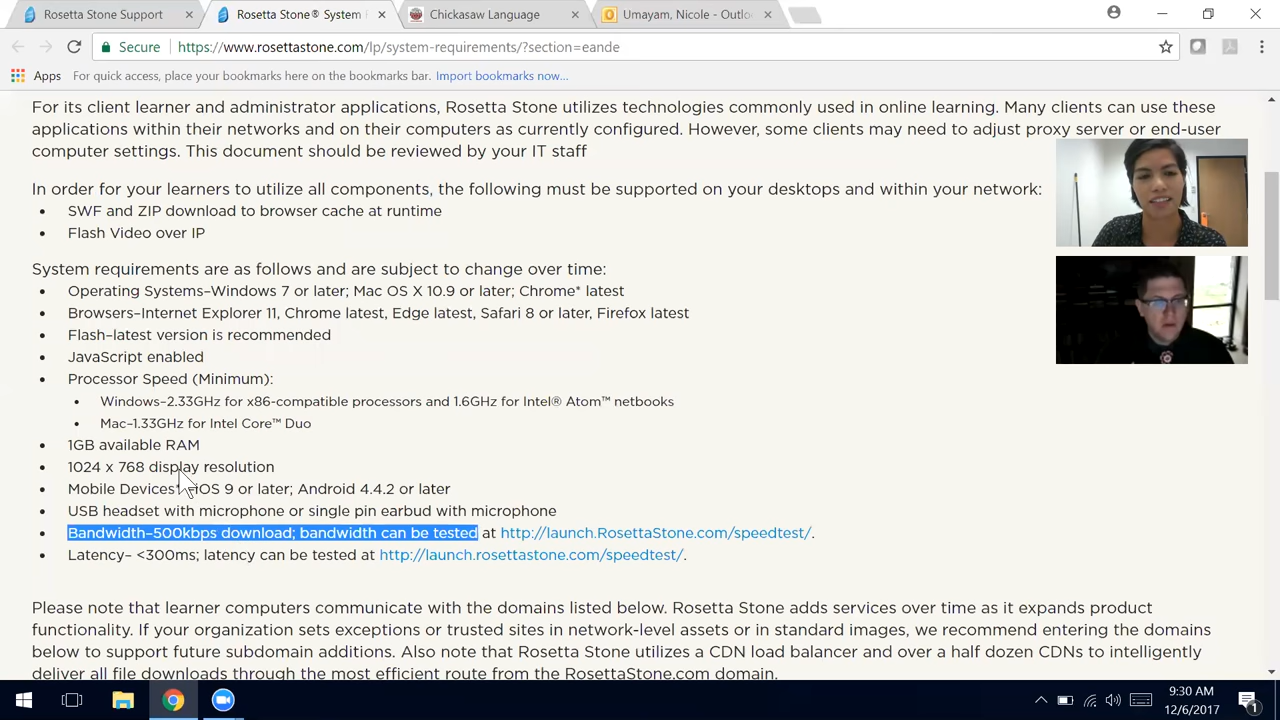 Rosetta Stone Support
Rosetta Stone® System R
Chickasaw Language
Umayam, Nicole - Outlo
Secure
https://www.rosettastone.com/lp/system-requirements/?section=eande
Apps
For quick access, place your bookmarks here on the bookmarks bar. Import bookmarks now...
For its client learner and administrator applications, Rosetta Stone utilizes technologies commonly used in online learning. Many clients can use these
applications within their networks and on their computers as currently configured. However, some clients may need to adjust proxy server or end-user
computer settings. This document should be reviewed by your IT staff
In order for your learners to utilize all components, the following must be supported on your desktops and within your network:
• SWF and ZIP download to browser cache at runtime
• Flash Video over IP
System requirements are as follows and are subject to change over time:
• Operating Systems–Windows 7 or later; Mac OS X 10.9 or later; Chrome* latest
• Browsers–Internet Explorer 11, Chrome latest, Edge latest, Safari 8 or later, Firefox latest
• Flash–latest version is recommended
• JavaScript enabled
• Processor Speed (Minimum):
• Windows–2.33GHz for x86-compatible processors and 1.6GHz for Intel® Atom™ netbooks
• Mac–1.33GHz for Intel Core™ Duo
• 1GB available RAM
• 1024 x 768 display resolution
• Mobile Devices iOS 9 or later; Android 4.4.2 or later
• USB headset with microphone or single pin earbud with microphone
• Bandwidth–500kbps download; bandwidth can be tested at http://launch.RosettaStone.com/speedtest/.
• Latency– <300ms; latency can be tested at http://launch.rosettastone.com/speedtest/.
Please note that learner computers communicate with the domains listed below. Rosetta Stone adds services over time as it expands product
functionality. If your organization sets exceptions or trusted sites in network-level assets or in standard images, we recommend entering the domains
below to support future subdomain additions. Also note that Rosetta Stone utilizes a CDN load balancer and over a half dozen CDNs to intelligently
deliver all file downloads through the most efficient route from the RosettaStone.com domain.
9:30 AM
12/6/2017
1